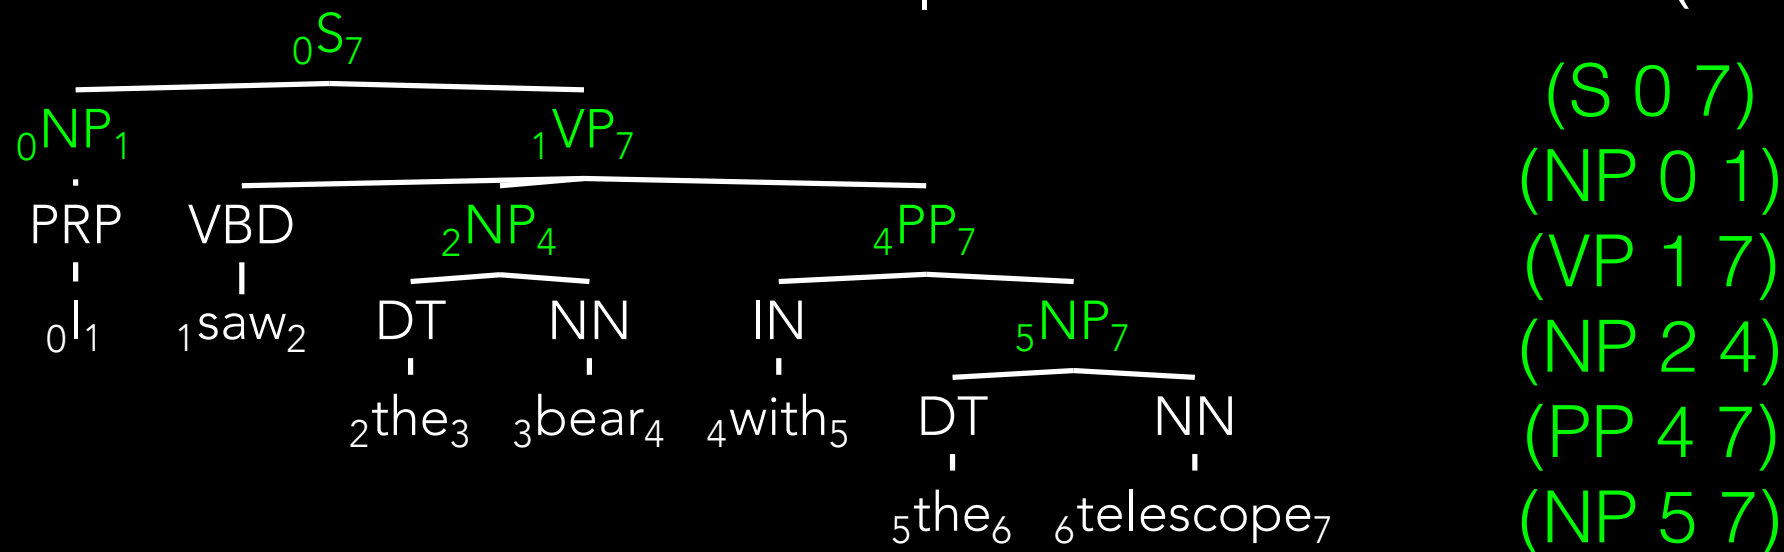 0S7
(S 0 7)
0NP1 1VP7
(NP 0 1)
PRP VBD 2NP4 4PP7
(VP 1 7)
0I1 1saw2 DT NN IN 5NP7
(NP 2 4)
2the3 3bear4 4with5 DT NN
(PP 4 7)
5the6 6telescope7
(NP 5 7)